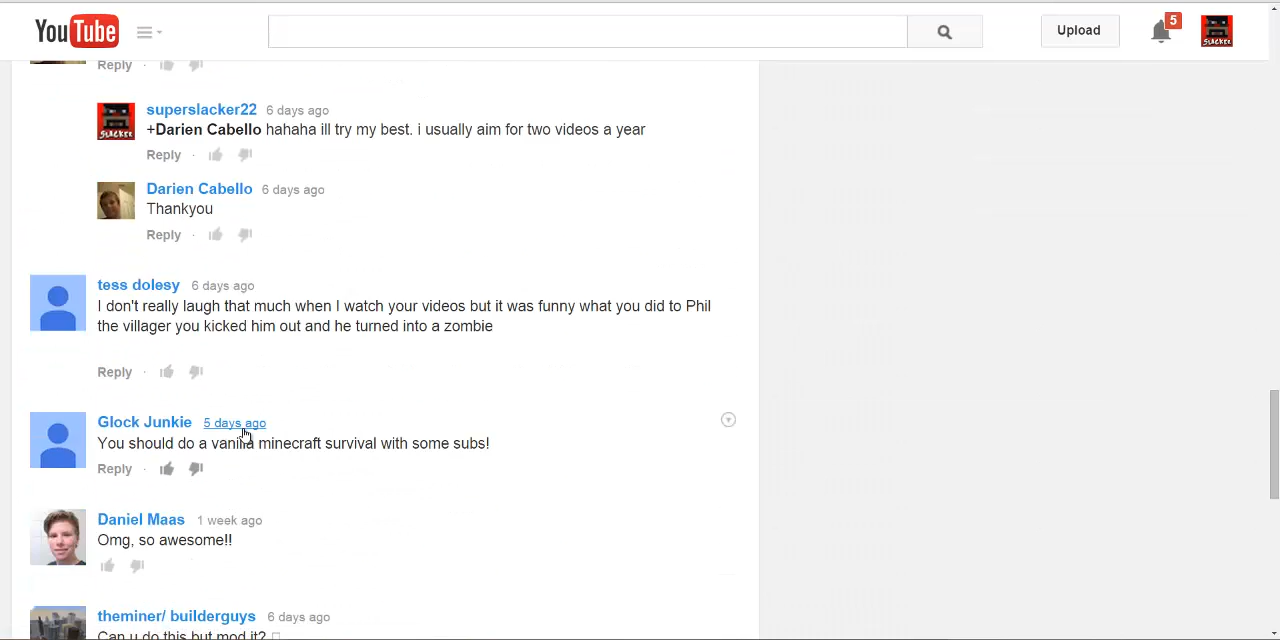 YouTube
Upload
5
SLACKER
Reply
superslacker22 6 days ago
SLACKER
+Darien Cabello hahaha ill try my best. i usually aim for two videos a year
Reply
Darien Cabello 6 days ago
Thankyou
Reply
tess dolesy 6 days ago
I don't really laugh that much when I watch your videos but it was funny what you did to Phil
the villager you kicked him out and he turned into a zombie
Reply
Glock Junkie 5 days ago
You should do a vanilla minecraft survival with some subs!
Reply
Daniel Maas 1 week ago
Omg, so awesome!!
theminer/ builderguys 6 days ago
Can u do this but mod it?